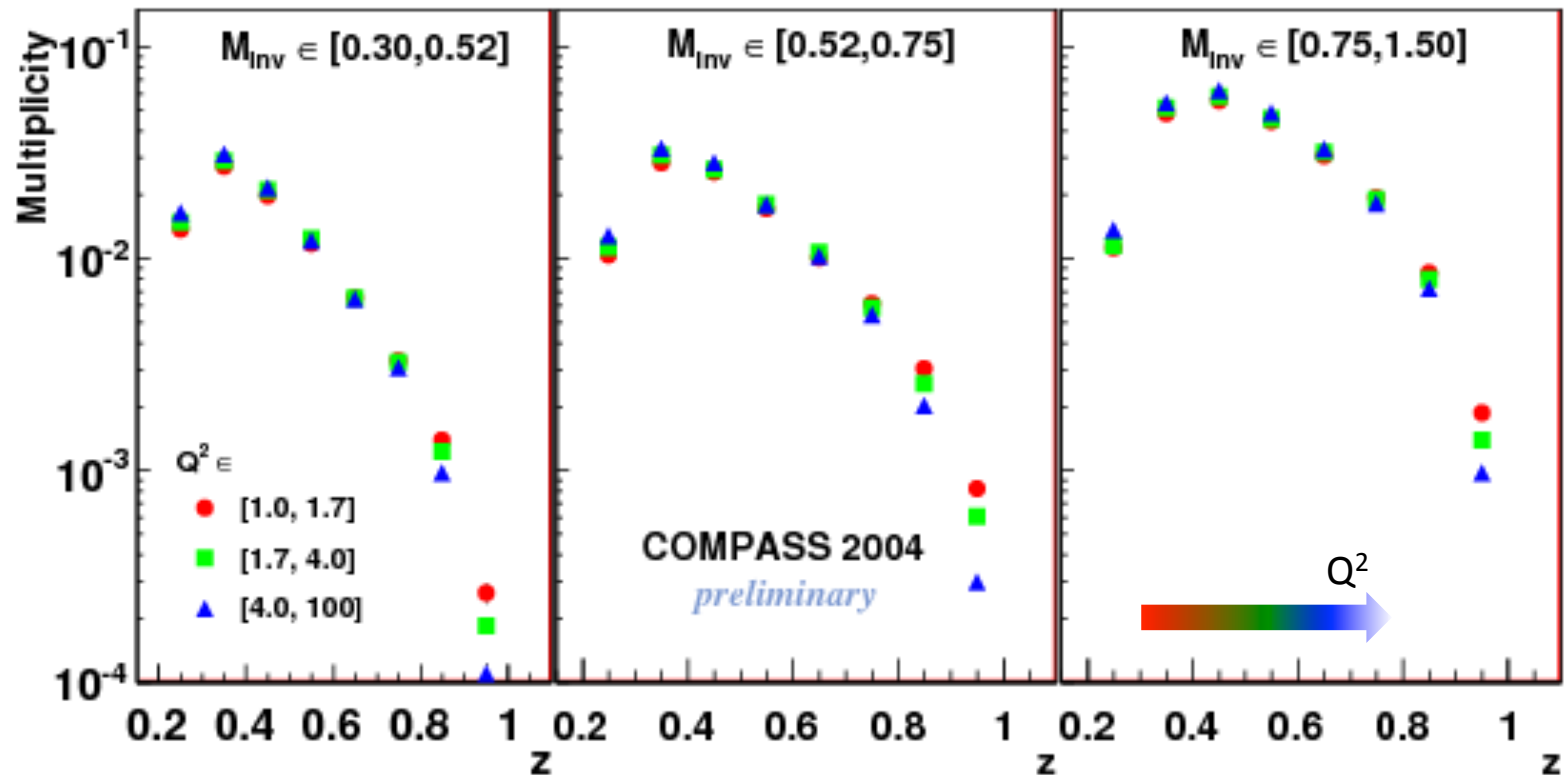 Multiplicity
10⁻¹
10⁻²
10⁻³
10⁻⁴
M_Inv ∈ [0.30,0.52]
Q² ∈
[1.0, 1.7]
[1.7, 4.0]
[4.0, 100]
0.2 0.4 0.6 0.8 1
z
M_Inv ∈ [0.52,0.75]
COMPASS 2004
preliminary
0.2 0.4 0.6 0.8 1
z
M_Inv ∈ [0.75,1.50]
Q²
0.2 0.4 0.6 0.8 1
z